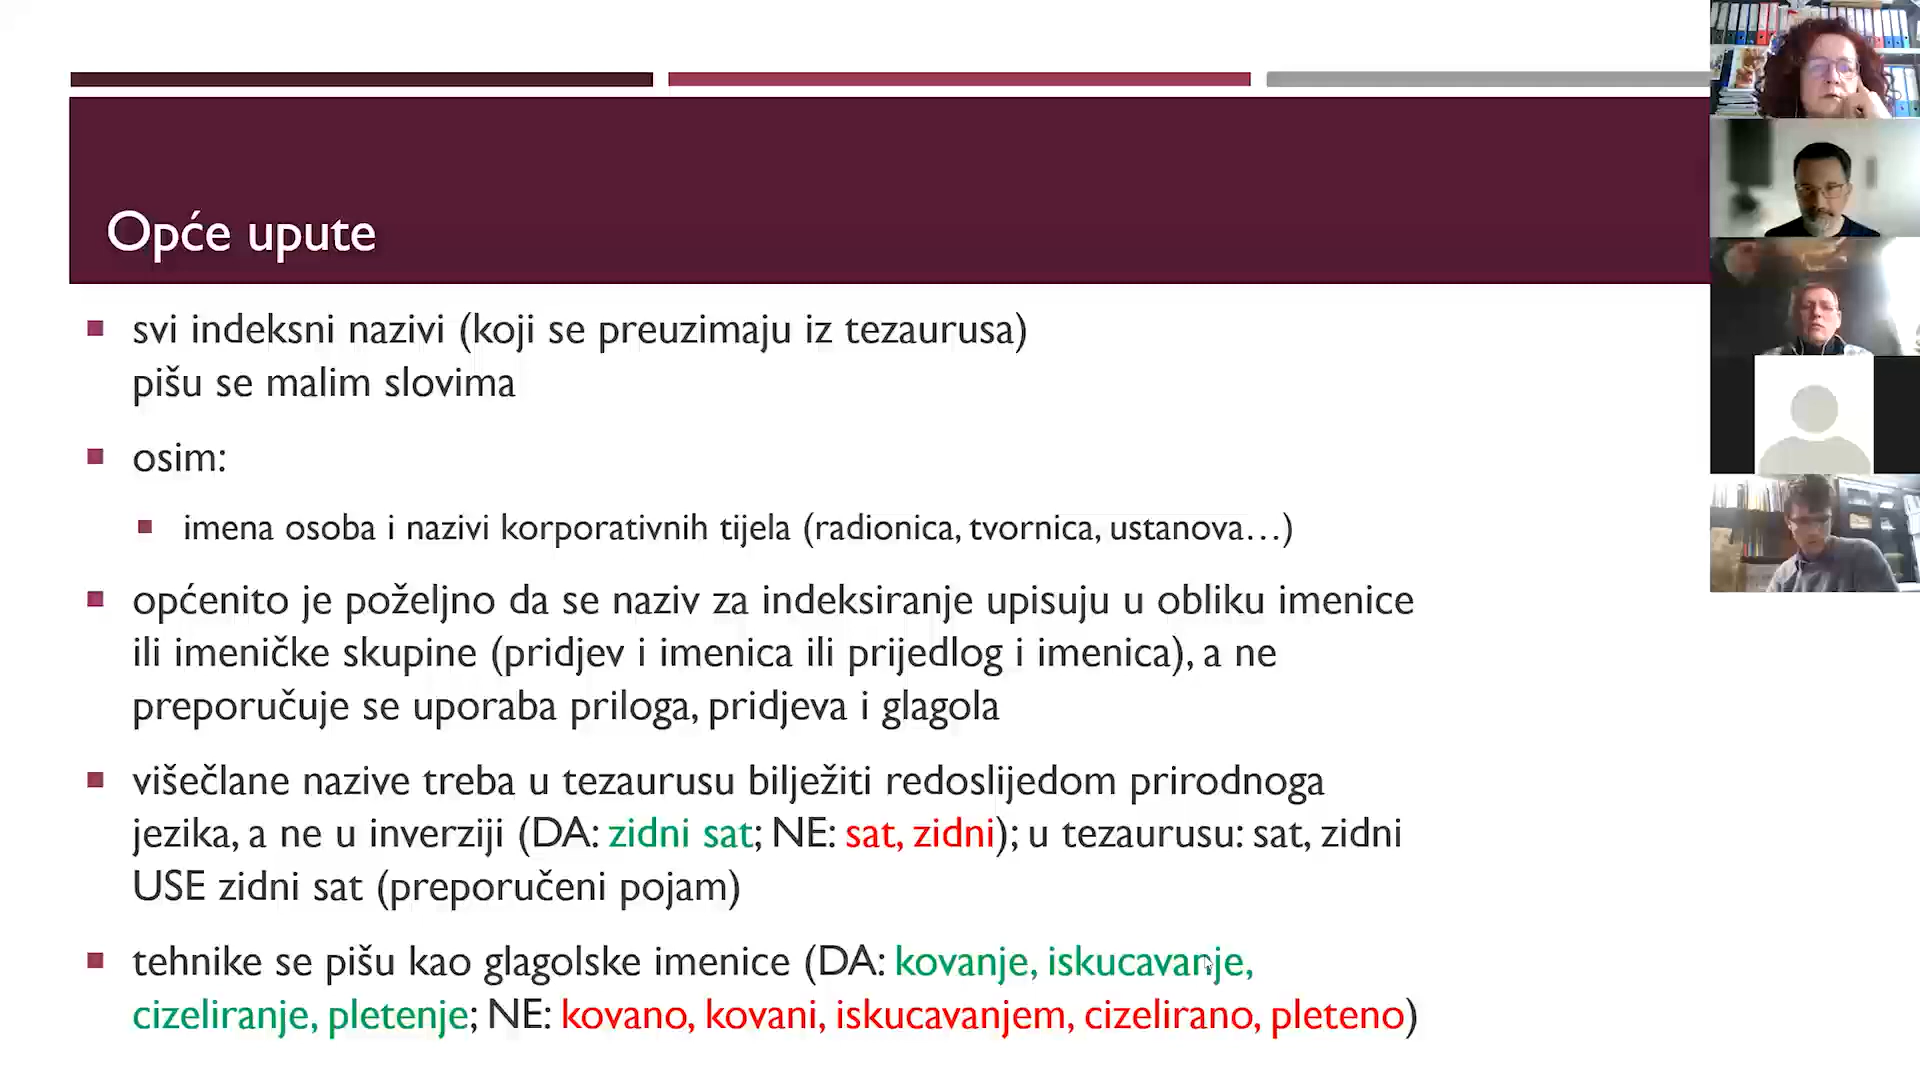 Opće upute
svi indeksni nazivi (koji se preuzimaju iz tezaurusa)
pišu se malim slovima
osim:
imena osoba i nazivi korporativnih tijela (radionica, tvornica, ustanova…)
općenito je poželjno da se naziv za indeksiranje upisuju u obliku imenice
ili imeničke skupine (pridjev i imenica ili prijedlog i imenica), a ne
preporučuje se uporaba priloga, pridjeva i glagola
višečlane nazive treba u tezaurusu bilježiti redoslijedom prirodnoga
jezika, a ne u inverziji (DA: zidni sat; NE: sat, zidni); u tezaurusu: sat, zidni
USE zidni sat (preporučeni pojam)
tehnike se pišu kao glagolske imenice (DA: kovanje, iskucavanje,
cizeliranje, pletenje; NE: kovano, kovani, iskucavanjem, cizelirano, pleteno)